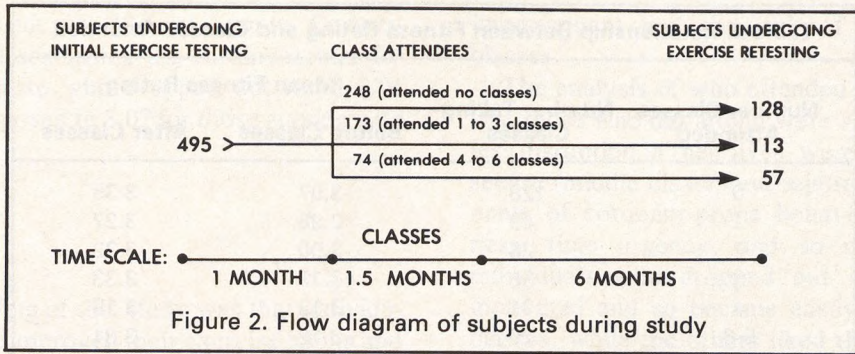 SUBJECTS UNDERGOING
INITIAL EXERCISE TESTING
CLASS ATTENDEES
SUBJECTS UNDERGOING
EXERCISE RETESTING
495
248 (attended no classes)
128
173 (attended 1 to 3 classes)
113
74 (attended 4 to 6 classes)
57
CLASSES
TIME SCALE:
1 MONTH 1.5 MONTHS 6 MONTHS
Figure 2. Flow diagram of subjects during study